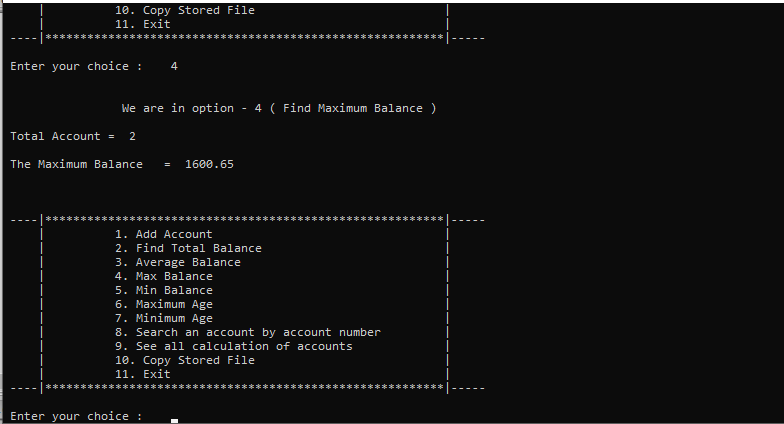 |             10. Copy Stored File                           |
|             11. Exit                                       |
----|*********************************************************|-----
Enter your choice :    4
We are in option - 4 ( Find Maximum Balance )
Total Account =  2
The Maximum Balance   =  1600.65
----|*********************************************************|-----
|             1. Add Account                                 |
|             2. Find Total Balance                          |
|             3. Average Balance                             |
|             4. Max Balance                                 |
|             5. Min Balance                                 |
|             6. Maximum Age                                 |
|             7. Minimum Age                                 |
|             8. Search an account by account number         |
|             9. See all calculation of accounts             |
|             10. Copy Stored File                           |
|             11. Exit                                       |
----|*********************************************************|-----
Enter your choice :